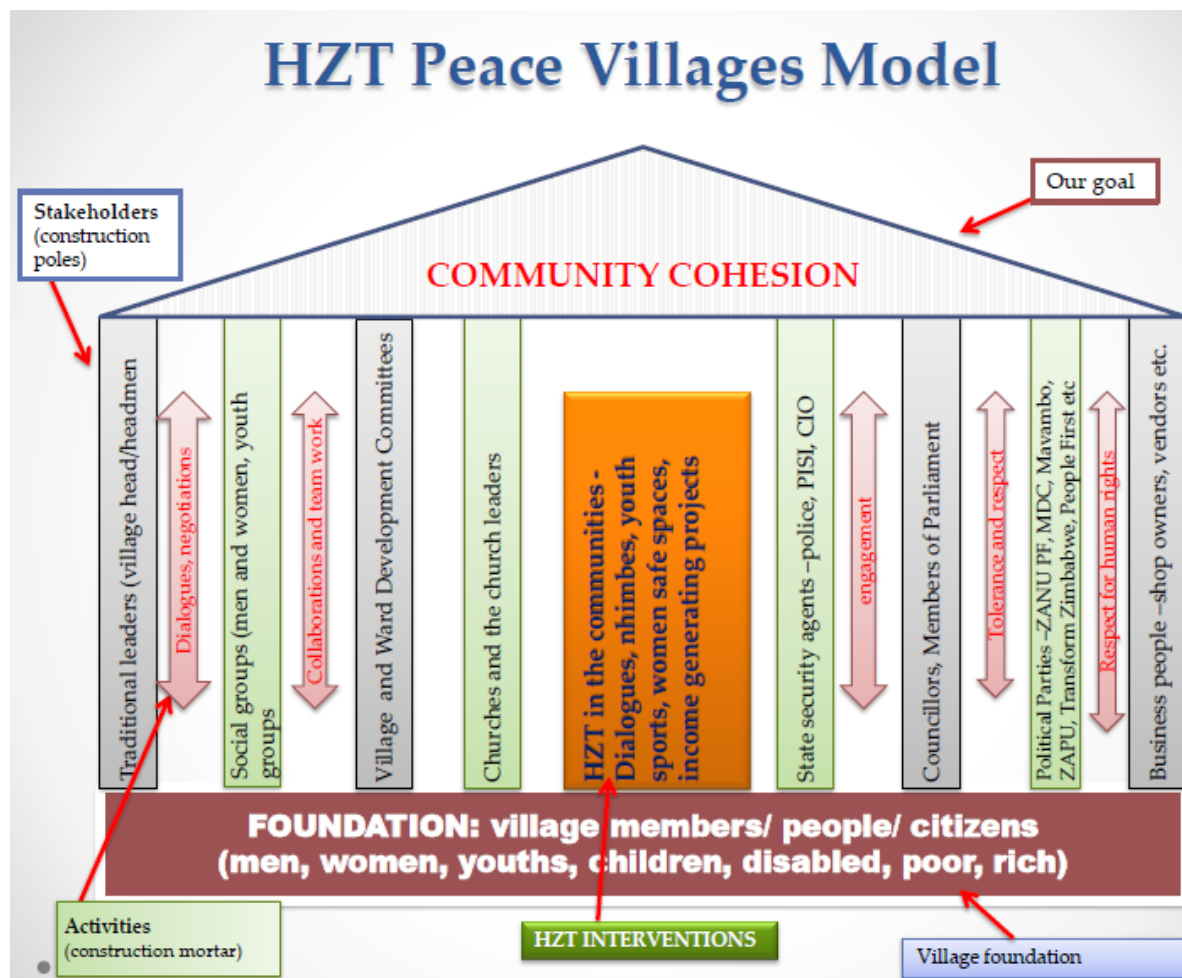 HZT Peace Villages Model
Stakeholders
(construction
poles)
Our goal
COMMUNITY COHESION
Traditional leaders (village head/headmen
Dialogues, negotiations
Social groups (men and women, youth
groups
Collaborations and team work
Village and Ward Development Committees
Churches and the church leaders
HZT in the communities -
Dialogues, nhimbes, youth
sports, women safe spaces,
income generating projects
State security agents –police, PISI, CIO
engagement
Councillors, Members of Parliament
Tolerance and respect
Political Parties –ZANU PF, MDC, Mavambo,
ZAPU, Transform Zimbabwe, People First etc
Respect for human rights
Business people –shop owners, vendors etc.
FOUNDATION: village members/ people/ citizens
(men, women, youths, children, disabled, poor, rich)
Activities
(construction mortar)
HZT INTERVENTIONS
Village foundation